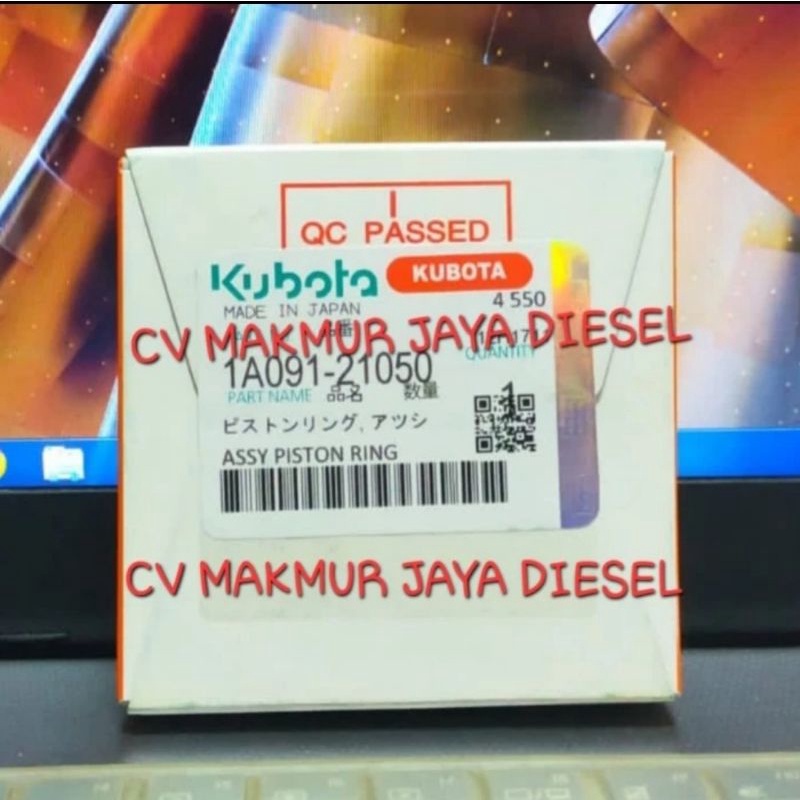 QC PASSED
Kubota KUBOTA
MADE IN JAPAN 4 550
CV MAKMUR JAYA DIESEL
QUANTITY
1A091-21050
PART NAME 品名 数量 1
ピストンリング, アツシ
ASSY PISTON RING
CV MAKMUR JAYA DIESEL